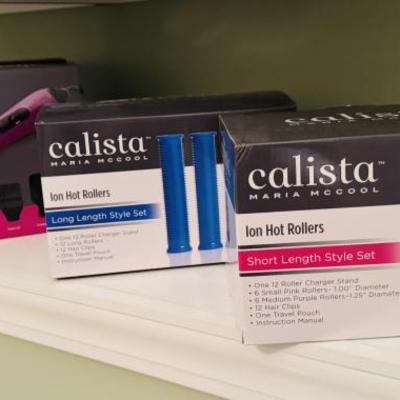 calista™
MARIA MCCOOL
Ion Hot Rollers
Long Length Style Set
• One 12 Roller Charger Stand
• 12 Long Rollers
• 12 Hair Clips
• One Travel Pouch
• Instruction Manual
calista
calista™
MARIA MCCOOL
Ion Hot Rollers
Short Length Style Set
• One 12 Roller Charger Stand
• 6 Small Pink Rollers– 1.00" Diameter
• 6 Medium Purple Rollers–1.25" Diameter
• 12 Hair Clips
• One Travel Pouch
• Instruction Manual